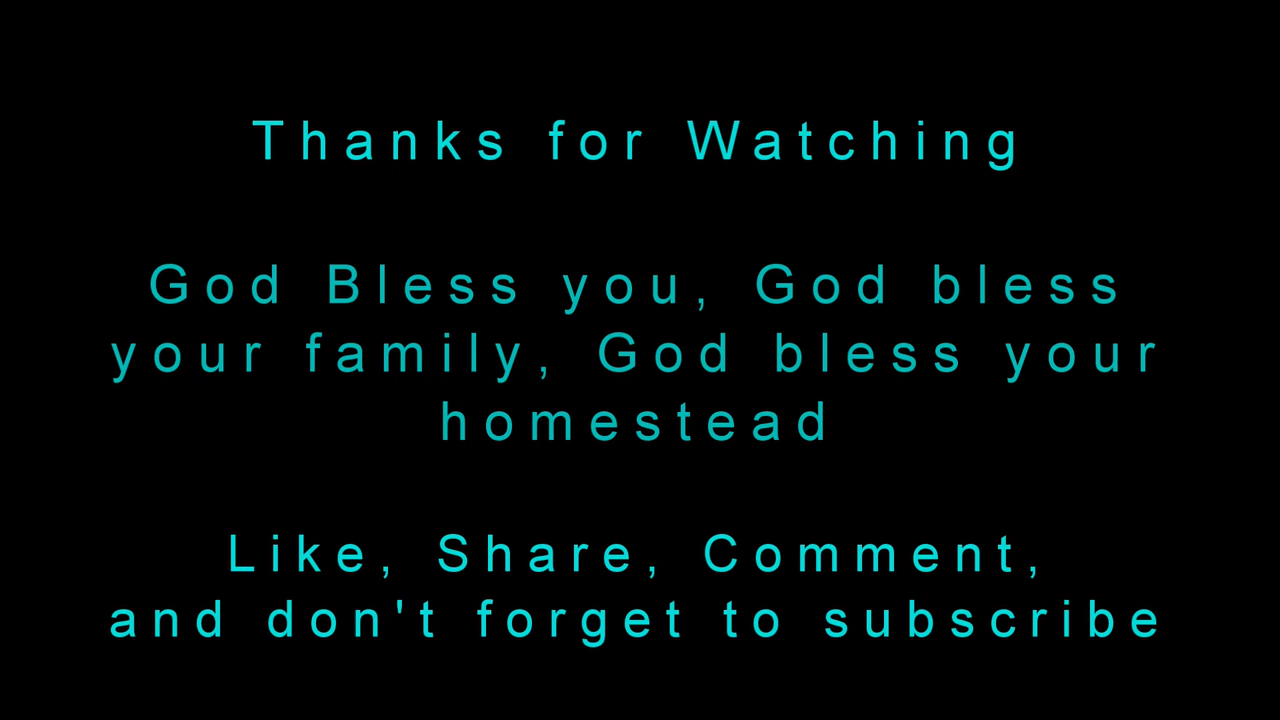 Thanks for Watching
God Bless you, God bless
your family, God bless your
homestead
Like, Share, Comment,
and don't forget to subscribe